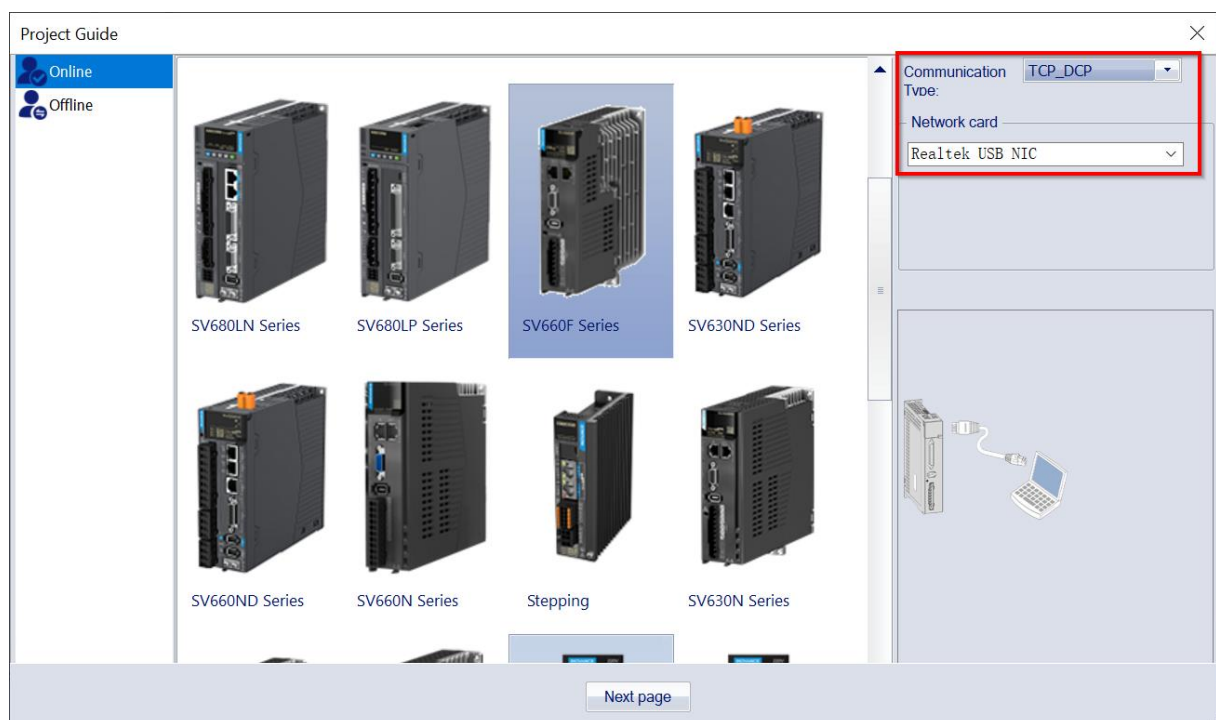 Project Guide
Online
Offline
Communication Type:
TCP_DCP
Network card
Realtek USB NIC
SV680LN Series
SV680LP Series
SV660F Series
SV630ND Series
SV660ND Series
SV660N Series
Stepping
SV630N Series
Next page